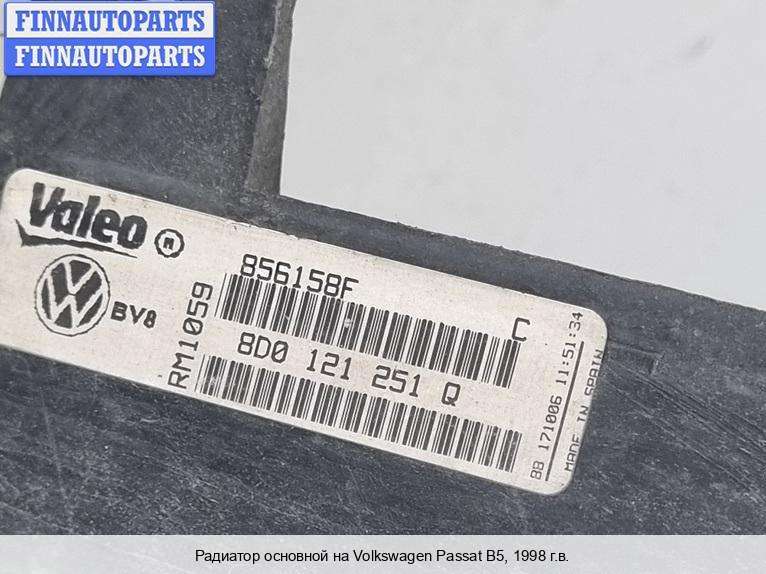 FINNAUTOPARTS
FINNAUTOPARTS
Valeo
BV8
RM1059
856158F
C
8D0 121 251 Q
88 171006 11:51:34
MADE IN SPAIN
Радиатор основной на Volkswagen Passat B5, 1998 г.в.